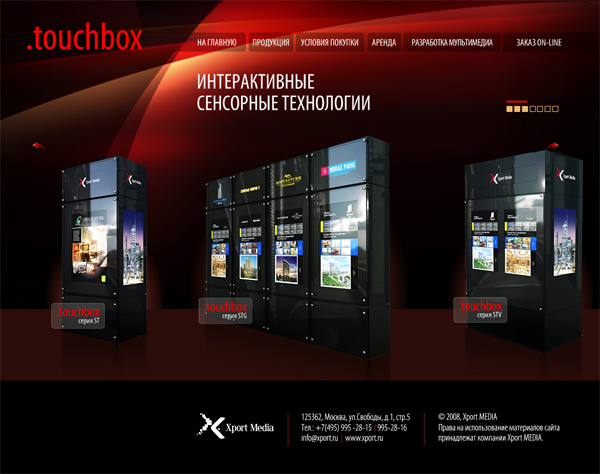 .touchbox
НА ГЛАВНУЮ ПРОДУКЦИЯ УСЛОВИЯ ПОКУПКИ АРЕНДА РАЗРАБОТКА МУЛЬТИМЕДИА ЗАКАЗ ON-LINE
ИНТЕРАКТИВНЫЕ
СЕНСОРНЫЕ ТЕХНОЛОГИИ
Xport Media
MIRAX PARK
Xport Media
.touchbox
серия ST
.touchbox
серия STG
.touchbox
серия STV
Xport Media
125362, Москва, ул.Свободы, д.1, стр.5
Тел.: +7(495) 995 -28-15 | 995-28-16
info@xport.ru | www.xport.ru
© 2008, Xport MEDIA
Права на использование материалов сайта
принадлежат компании Xport MEDIA.